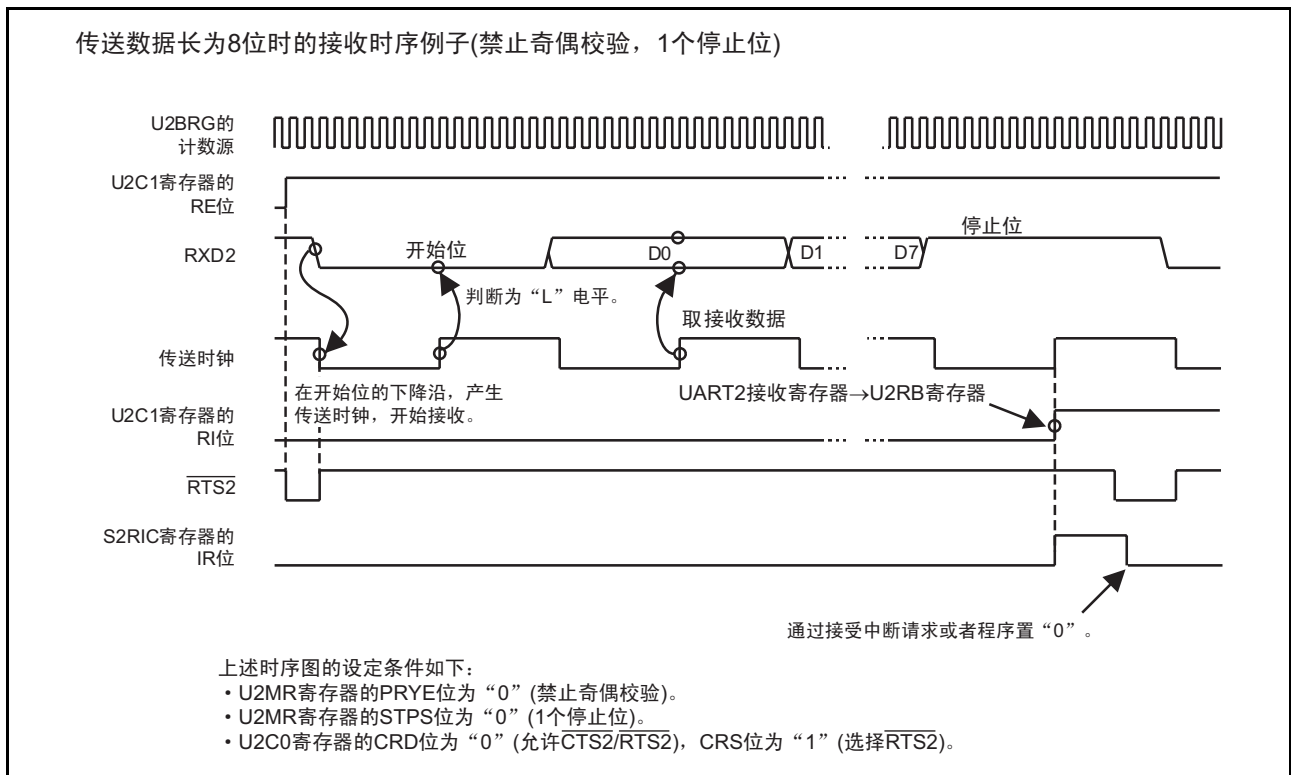 传送数据长为8位时的接收时序例子(禁止奇偶校验，1个停止位)
U2BRG的
计数源
U2C1寄存器的
RE位
RXD2
开始位
D0
D1
D7
停止位
判断为“L”电平。
取接收数据
传送时钟
在开始位的下降沿，产生
传送时钟，开始接收。
UART2接收寄存器→U2RB寄存器
U2C1寄存器的
RI位
RTS2
S2RIC寄存器的
IR位
通过接受中断请求或者程序置“0”。
上述时序图的设定条件如下：
・U2MR寄存器的PRYE位为“0”(禁止奇偶校验)。
・U2MR寄存器的STPS位为“0”(1个停止位)。
・U2C0寄存器的CRD位为“0”(允许CTS2/RTS2)，CRS位为“1”(选择RTS2)。